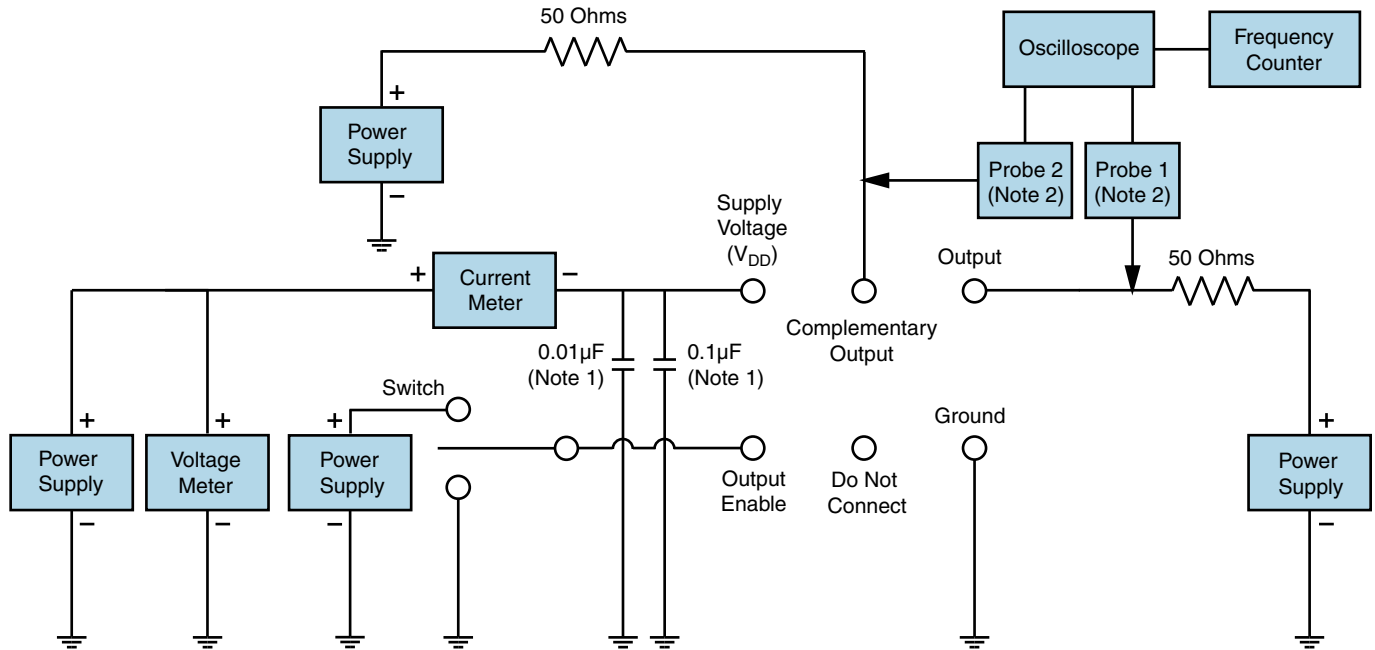 50 Ohms
Oscilloscope
Frequency
Counter
+
Power
Supply
−
Probe 2
(Note 2)
Probe 1
(Note 2)
Supply
Voltage
(VDD)
Output
50 Ohms
+
Current
Meter
−
Complementary
Output
0.01µF
(Note 1)
0.1µF
(Note 1)
Switch
Ground
+
Power
Supply
−
+
Voltage
Meter
−
+
Power
Supply
−
Output
Enable
Do Not
Connect
+
Power
Supply
−